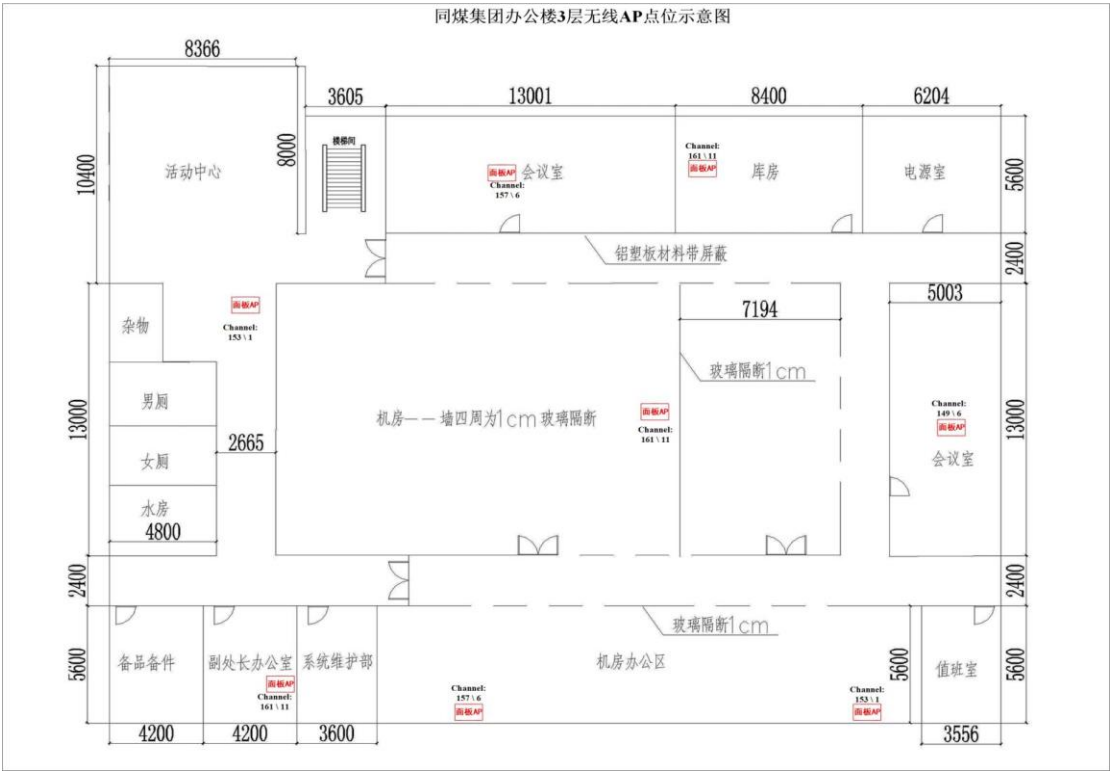 同煤集团办公楼3层无线AP点位示意图
8366
3605
13001
8400
6204
10400
8000
楼梯间
活动中心
面板AP
会议室
Channel:
157 \ 6
Channel:
161 \ 11
面板AP
库房
电源室
5600
铝塑板材料带屏蔽
2400
5003
7194
杂物
面板AP
Channel:
153 \ 1
玻璃隔断1cm
男厕
13000
机房——墙四周为1cm玻璃隔断
面板AP
Channel:
161 \ 11
Channel:
149 \ 6
面板AP
会议室
13000
2665
女厕
水房
4800
2400
2400
玻璃隔断1cm
5600
备品备件
副处长办公室
系统维护部
机房办公区
5600
值班室
5600
面板AP
Channel:
161 \ 11
Channel:
157 \ 6
面板AP
Channel:
153 \ 1
面板AP
4200
4200
3600
3556